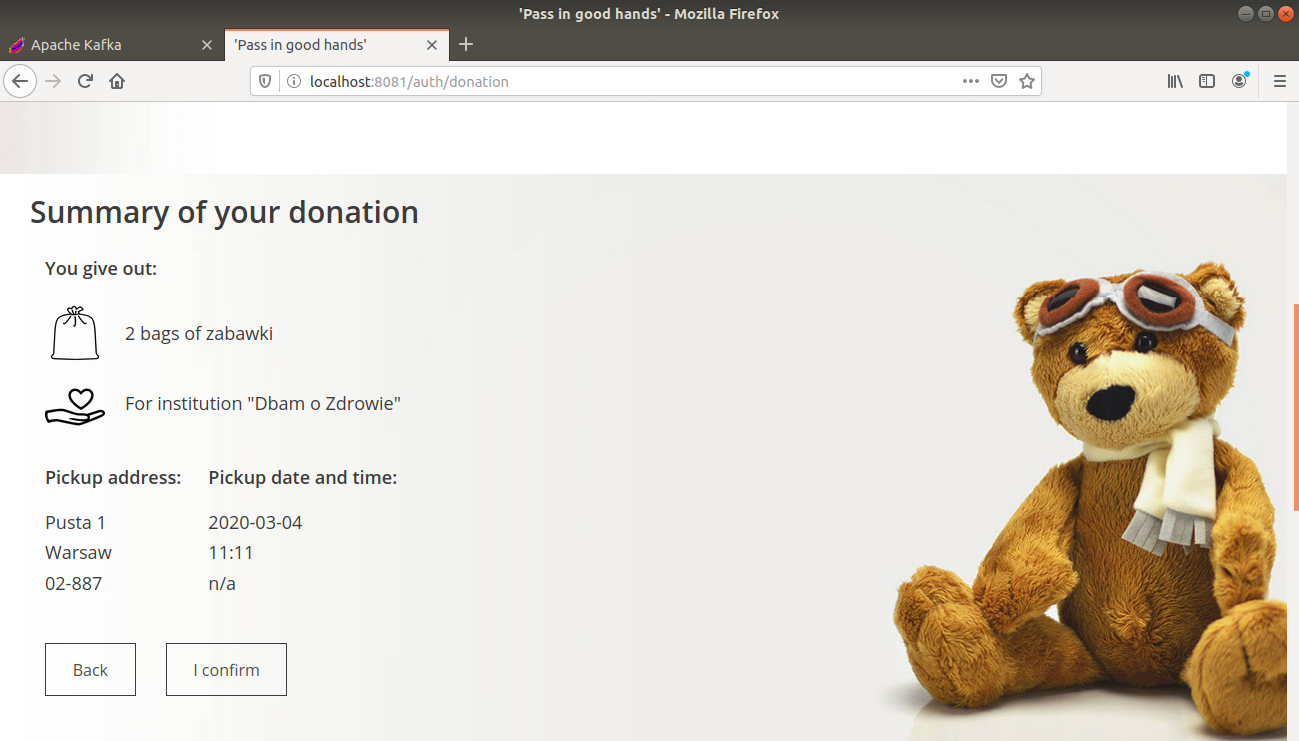 'Pass in good hands' - Mozilla Firefox
Apache Kafka
'Pass in good hands'
localhost:8081/auth/donation
Summary of your donation
You give out:
2 bags of zabawki
For institution "Dbam o Zdrowie"
Pickup address: Pickup date and time:
Pusta 1 2020-03-04
Warsaw 11:11
02-887 n/a
Back I confirm